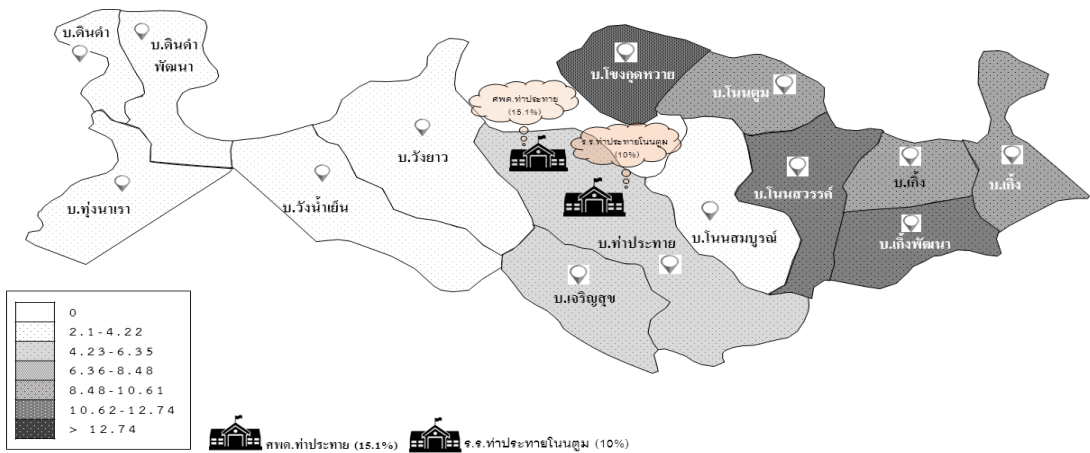 บ.ดินดำ
บ.ดินดำ
พัฒนา
บ.ทุ่งนาเรา
บ.วังน้ำเย็น
บ.วังยาว
ศพด.ท่าประทาย
(15.1%)
ร.ร.ท่าประทายโนนตูม
(10%)
บ.ท่าประทาย
บ.เจริญสุข
บ.โขงกุดหวาย
บ.โนนตูม
บ.โนนสมบูรณ์
บ.โนนสวรรค์
บ.เกิ้ง
บ.เกิ้ง
บ.เกิ้งพัฒนา
0
2.1-4.22
4.23-6.35
6.36-8.48
8.48-10.61
10.62-12.74
> 12.74
ศพด.ท่าประทาย (15.1%)
ร.ร.ท่าประทายโนนตูม (10%)